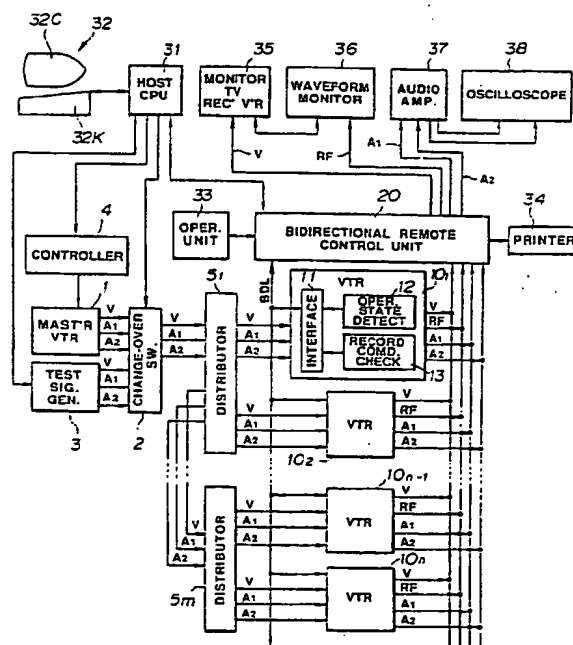 32C
32
31
35
36
37
38
HOST
CPU
MONITOR
TV
REC' V'R
WAVEFORM
MONITOR
AUDIO
AMP.
OSCILLOSCOPE
32K
V
RF
A1
A2
4
33
20
34
CONTROLLER
OPER.
UNIT
BIDIRECTIONAL REMOTE
CONTROL UNIT
PRINTER
1
MAST'R
VTR
V
A1
A2
TEST
SIG.
GEN.
V
A1
A2
3
CHANGE-OVER
SW.
2
V
A1
A2
51
DISTRIBUTOR
V
A1
A2
BDL
VTR
101
11
INTERFACE
12
OPER.
STATE
DETECT
RECORD
COMD.
CHECK
13
V
RF
A1
A2
V
A1
A2
VTR
102
V
RF
A1
A2
V
A1
A2
5m
DISTRIBUTOR
V
A1
A2
10n-1
VTR
V
RF
A1
A2
10n
V
A1
A2
VTR
V
RF
A1
A2